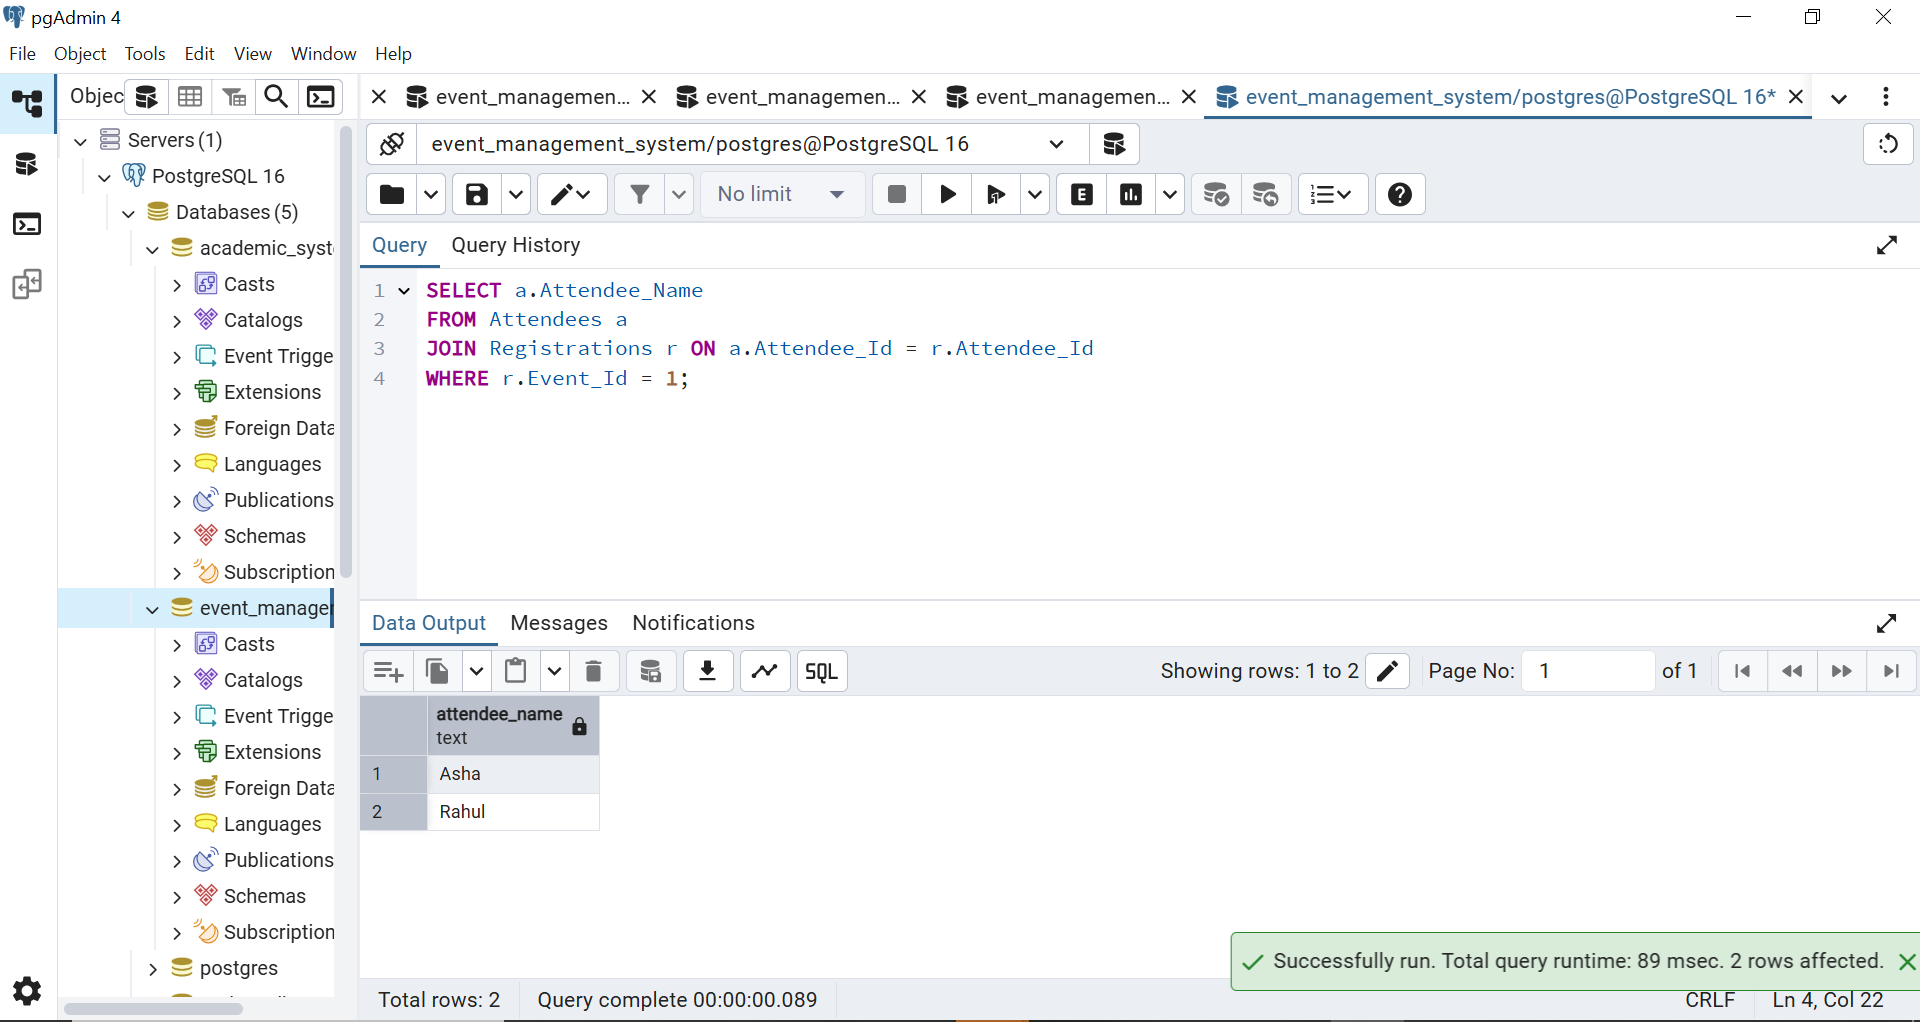 pgAdmin 4
File Object Tools Edit View Window Help
Objec
event_managemen...
event_managemen...
event_managemen...
event_management_system/postgres@PostgreSQL 16*
Servers (1)
PostgreSQL 16
Databases (5)
academic_syst
Casts
Catalogs
Event Trigge
Extensions
Foreign Data
Languages
Publications
Schemas
Subscription
event_manager
Casts
Catalogs
Event Trigge
Extensions
Foreign Data
Languages
Publications
Schemas
Subscription
postgres
event_management_system/postgres@PostgreSQL 16
No limit
E
Query Query History
1 SELECT a.Attendee_Name
2 FROM Attendees a
3 JOIN Registrations r ON a.Attendee_Id = r.Attendee_Id
4 WHERE r.Event_Id = 1;
Data Output Messages Notifications
SQL
Showing rows: 1 to 2
Page No: 1 of 1
attendee_name
text
1 Asha
2 Rahul
Successfully run. Total query runtime: 89 msec. 2 rows affected.
Total rows: 2
Query complete 00:00:00.089
CRLF
Ln 4, Col 22